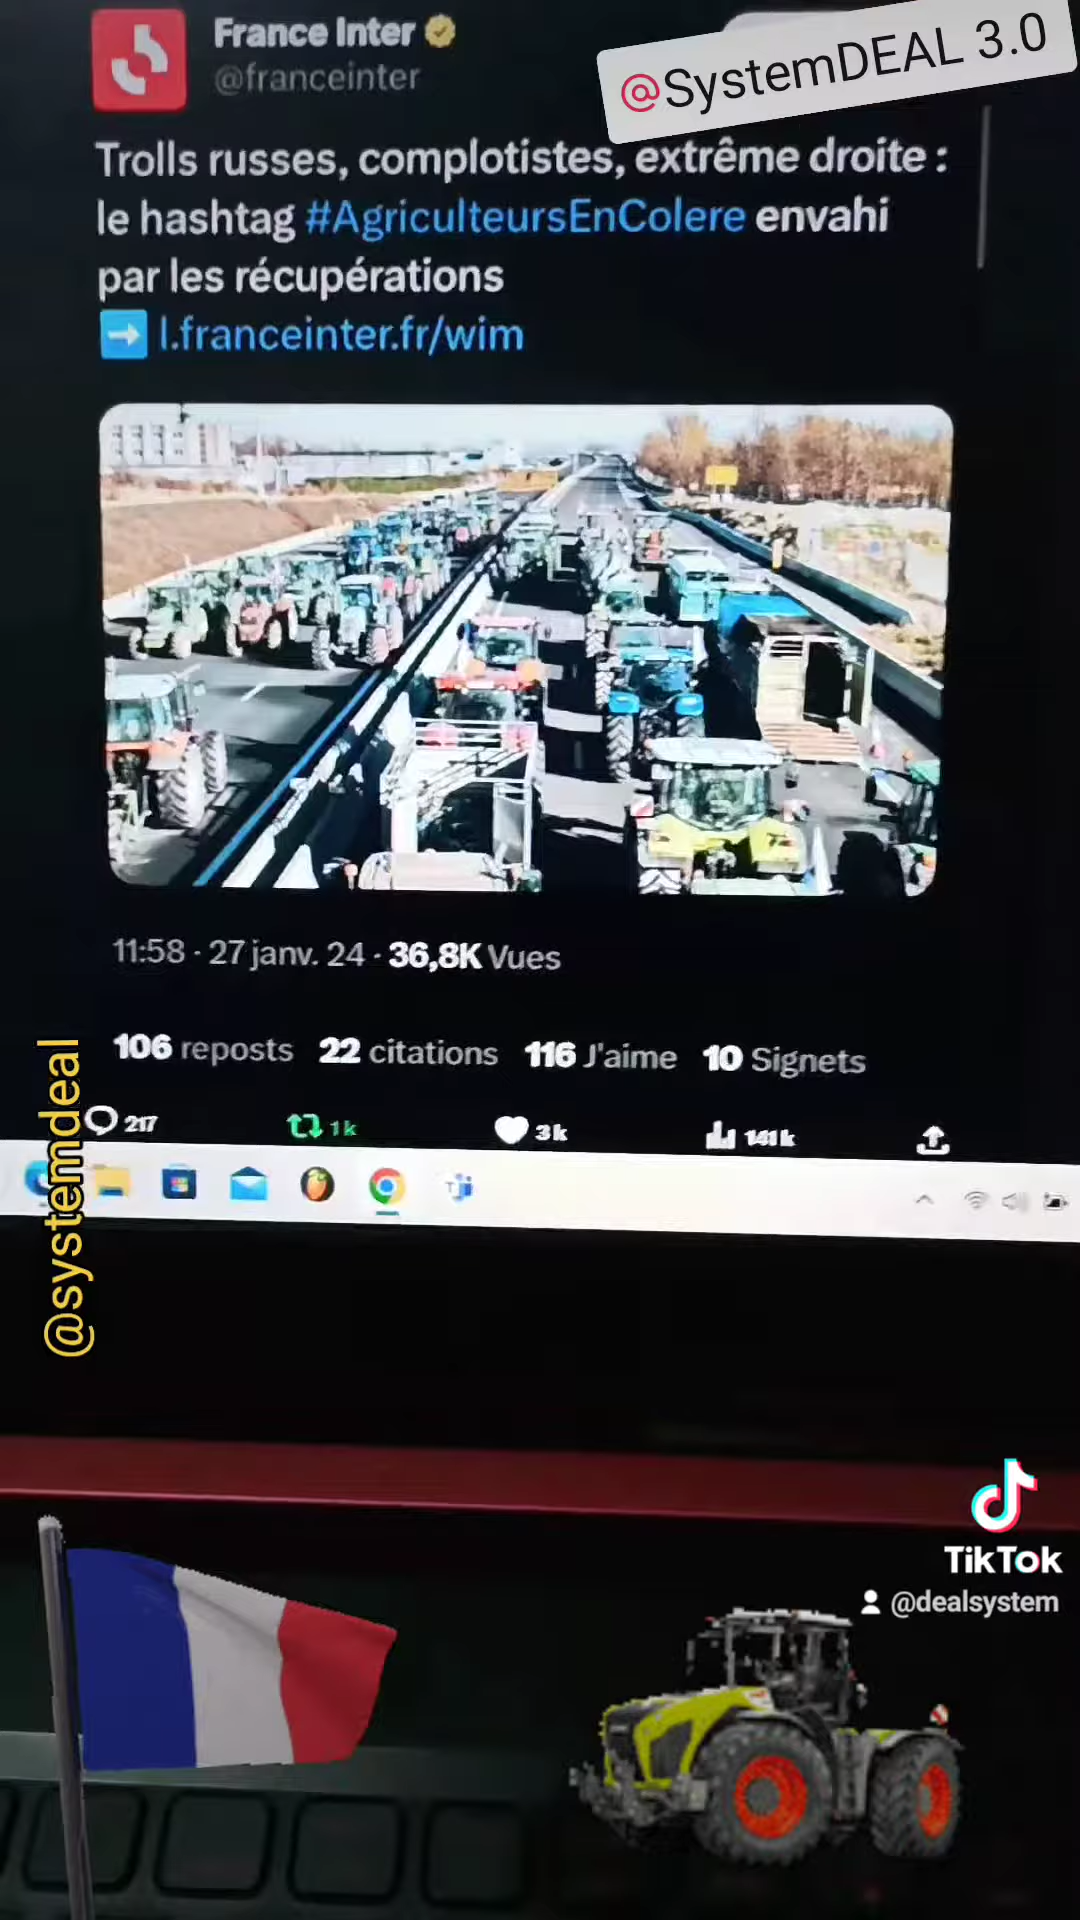 France Inter
@franceinter
@SystemDEAL 3.0
Trolls russes, complotistes, extrême droite :
le hashtag #AgriculteursEnColere envahi
par les récupérations
l.franceinter.fr/wim
11:58 · 27 janv. 24 · 36,8K Vues
106 reposts 22 citations 116 J'aime 10 Signets
217 1k 3k 141k
@systemdeal
TikTok
@dealsystem